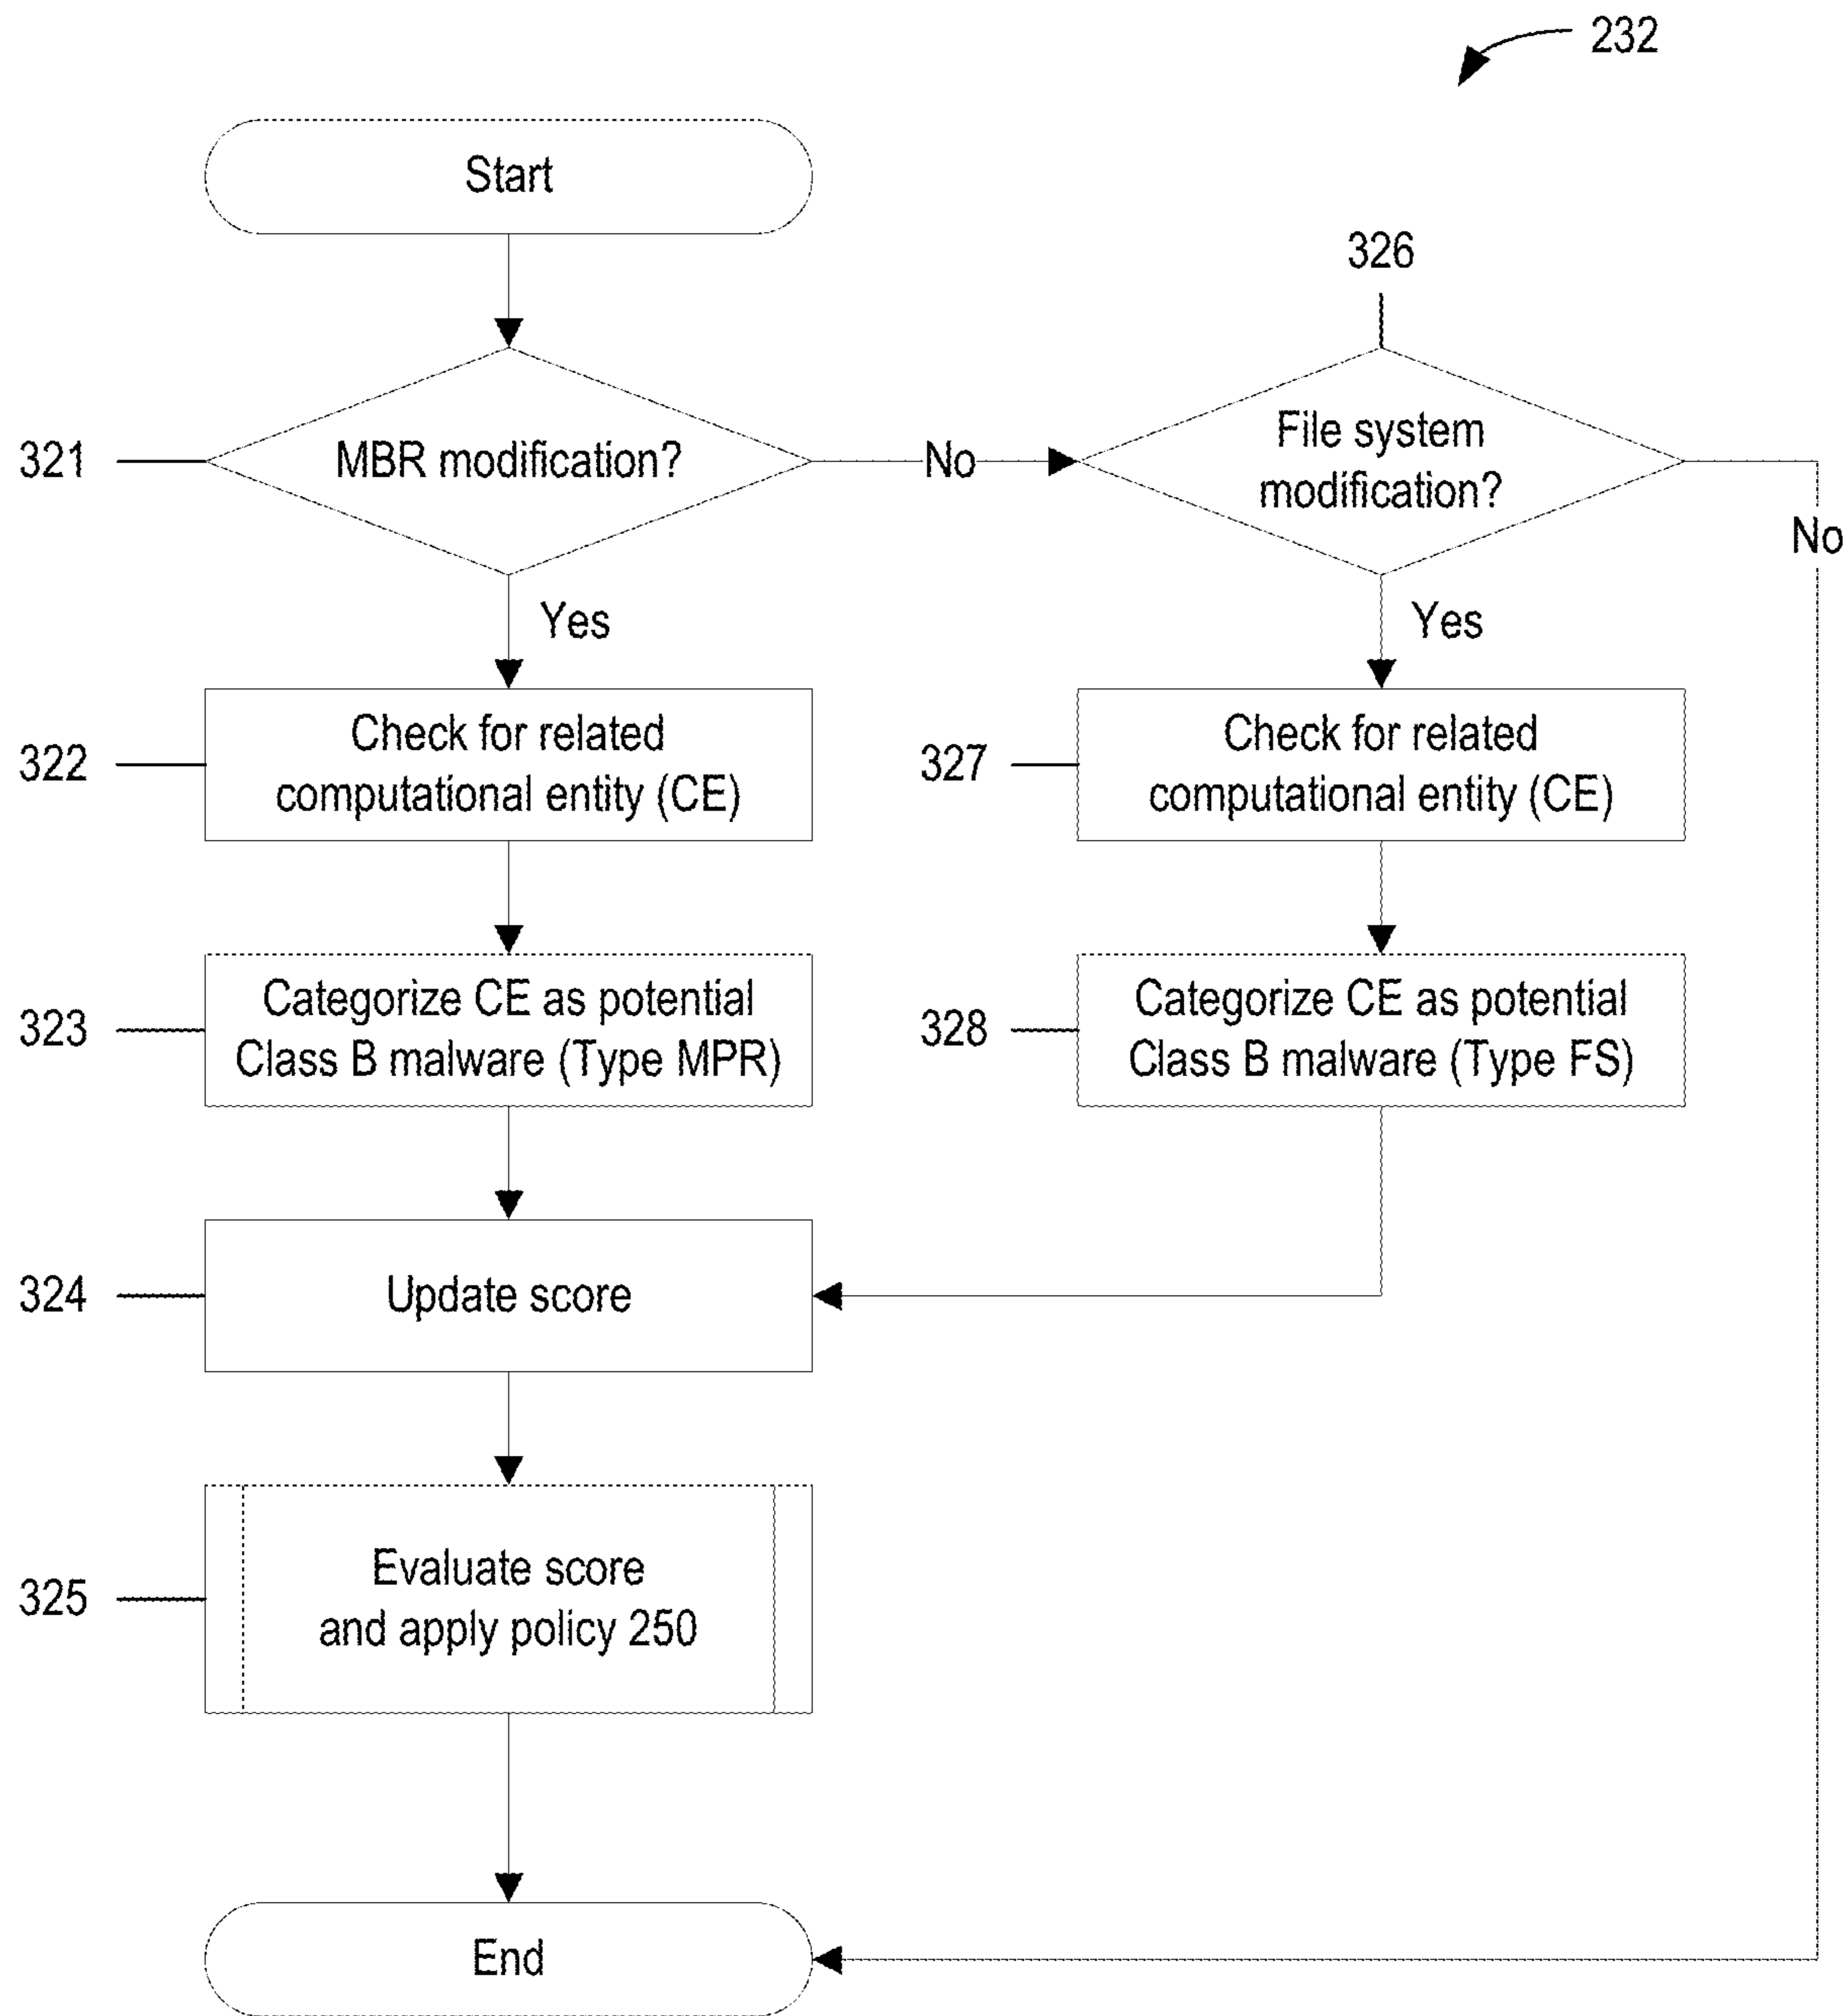 232
Start
326
321
MBR modification?
No
File system
modification?
No
Yes
Yes
322
Check for related
computational entity (CE)
327
Check for related
computational entity (CE)
323
Categorize CE as potential
Class B malware (Type MPR)
328
Categorize CE as potential
Class B malware (Type FS)
324
Update score
325
Evaluate score
and apply policy 250
End